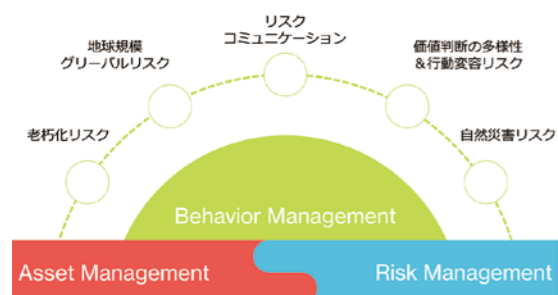 リスク
コミュニケーション
地球規模
グリーバルリスク
価値判断の多様性
&行動変容リスク
老朽化リスク
自然災害リスク
Behavior Management
Asset Management
Risk Management